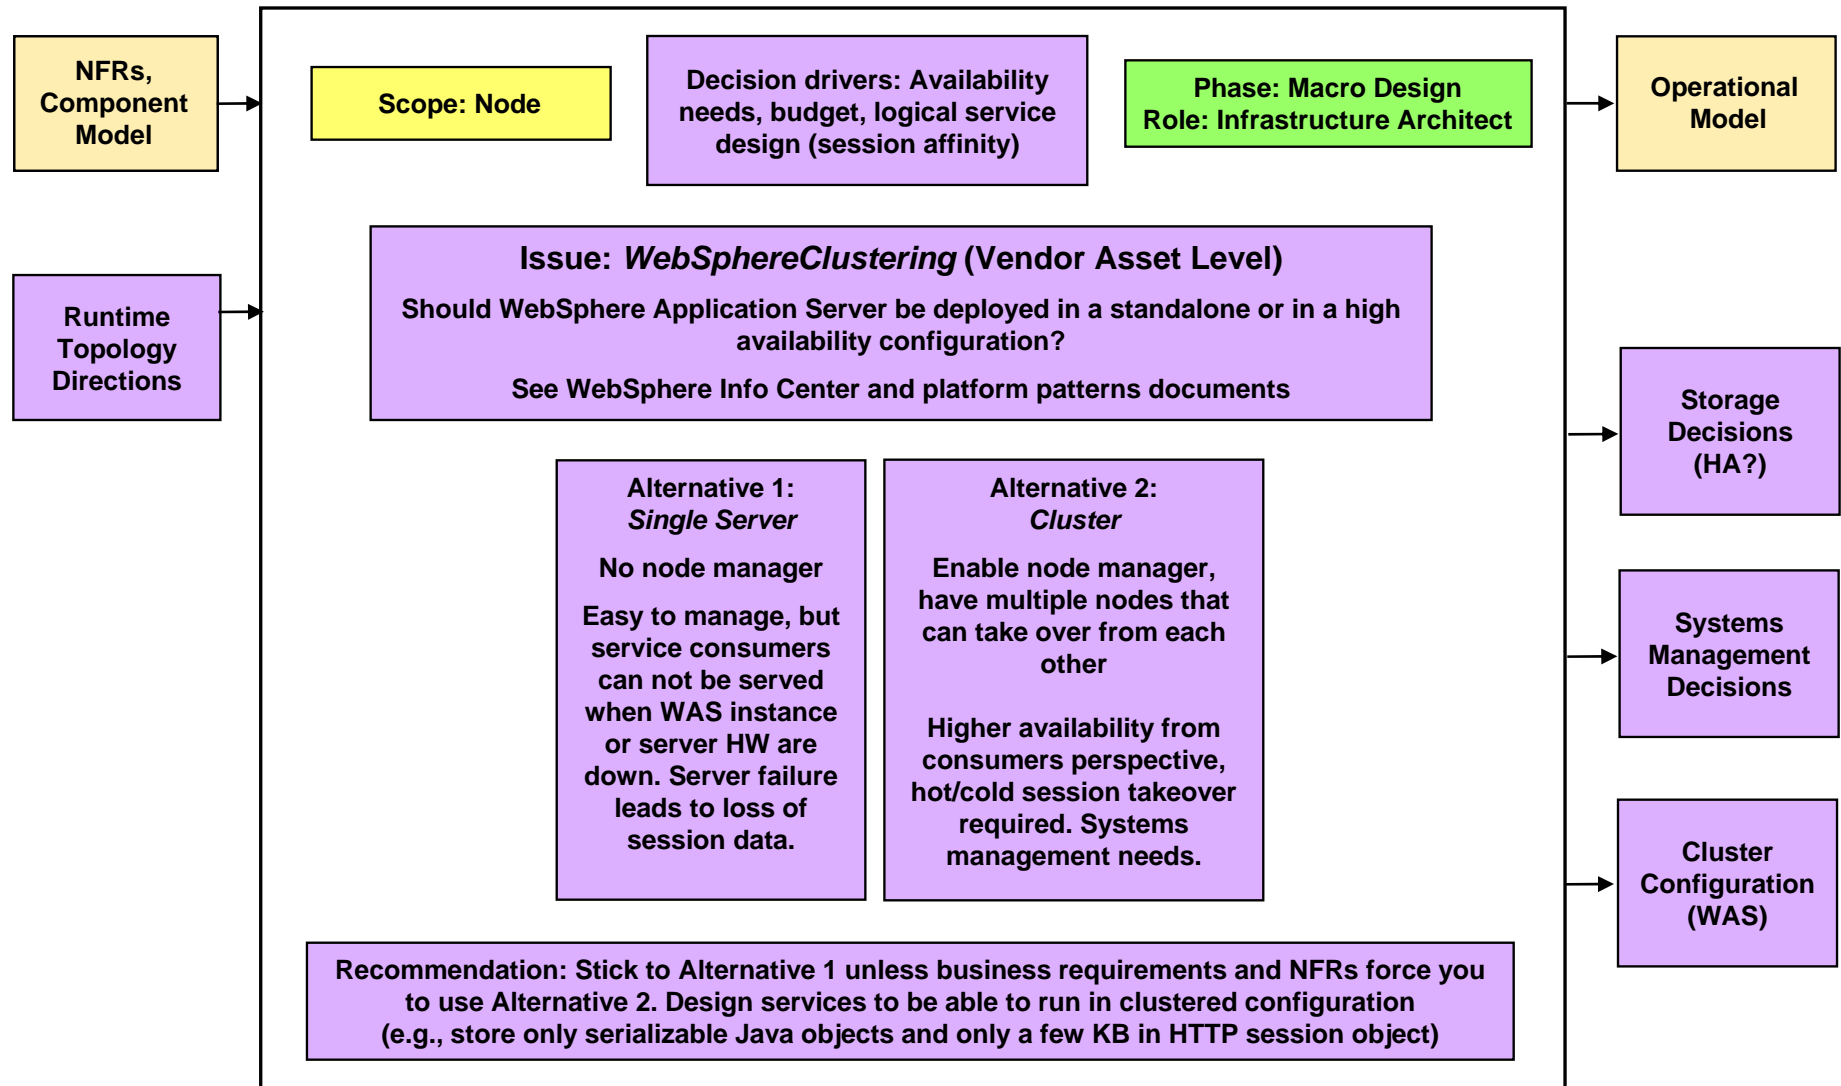 NFRs,
Component
Model
Scope: Node
Decision drivers: Availability
needs, budget, logical service
design (session affinity)
Phase: Macro Design
Role: Infrastructure Architect
Operational
Model
Runtime
Topology
Directions
Issue: WebSphereClustering (Vendor Asset Level)
Should WebSphere Application Server be deployed in a standalone or in a high
availability configuration?
See WebSphere Info Center and platform patterns documents
Alternative 1:
Single Server
No node manager
Easy to manage, but
service consumers
can not be served
when WAS instance
or server HW are
down. Server failure
leads to loss of
session data.
Alternative 2:
Cluster
Enable node manager,
have multiple nodes that
can take over from each
other
Higher availability from
consumers perspective,
hot/cold session takeover
required. Systems
management needs.
Storage
Decisions
(HA?)
Systems
Management
Decisions
Cluster
Configuration
(WAS)
Recommendation: Stick to Alternative 1 unless business requirements and NFRs force you
to use Alternative 2. Design services to be able to run in clustered configuration
(e.g., store only serializable Java objects and only a few KB in HTTP session object)